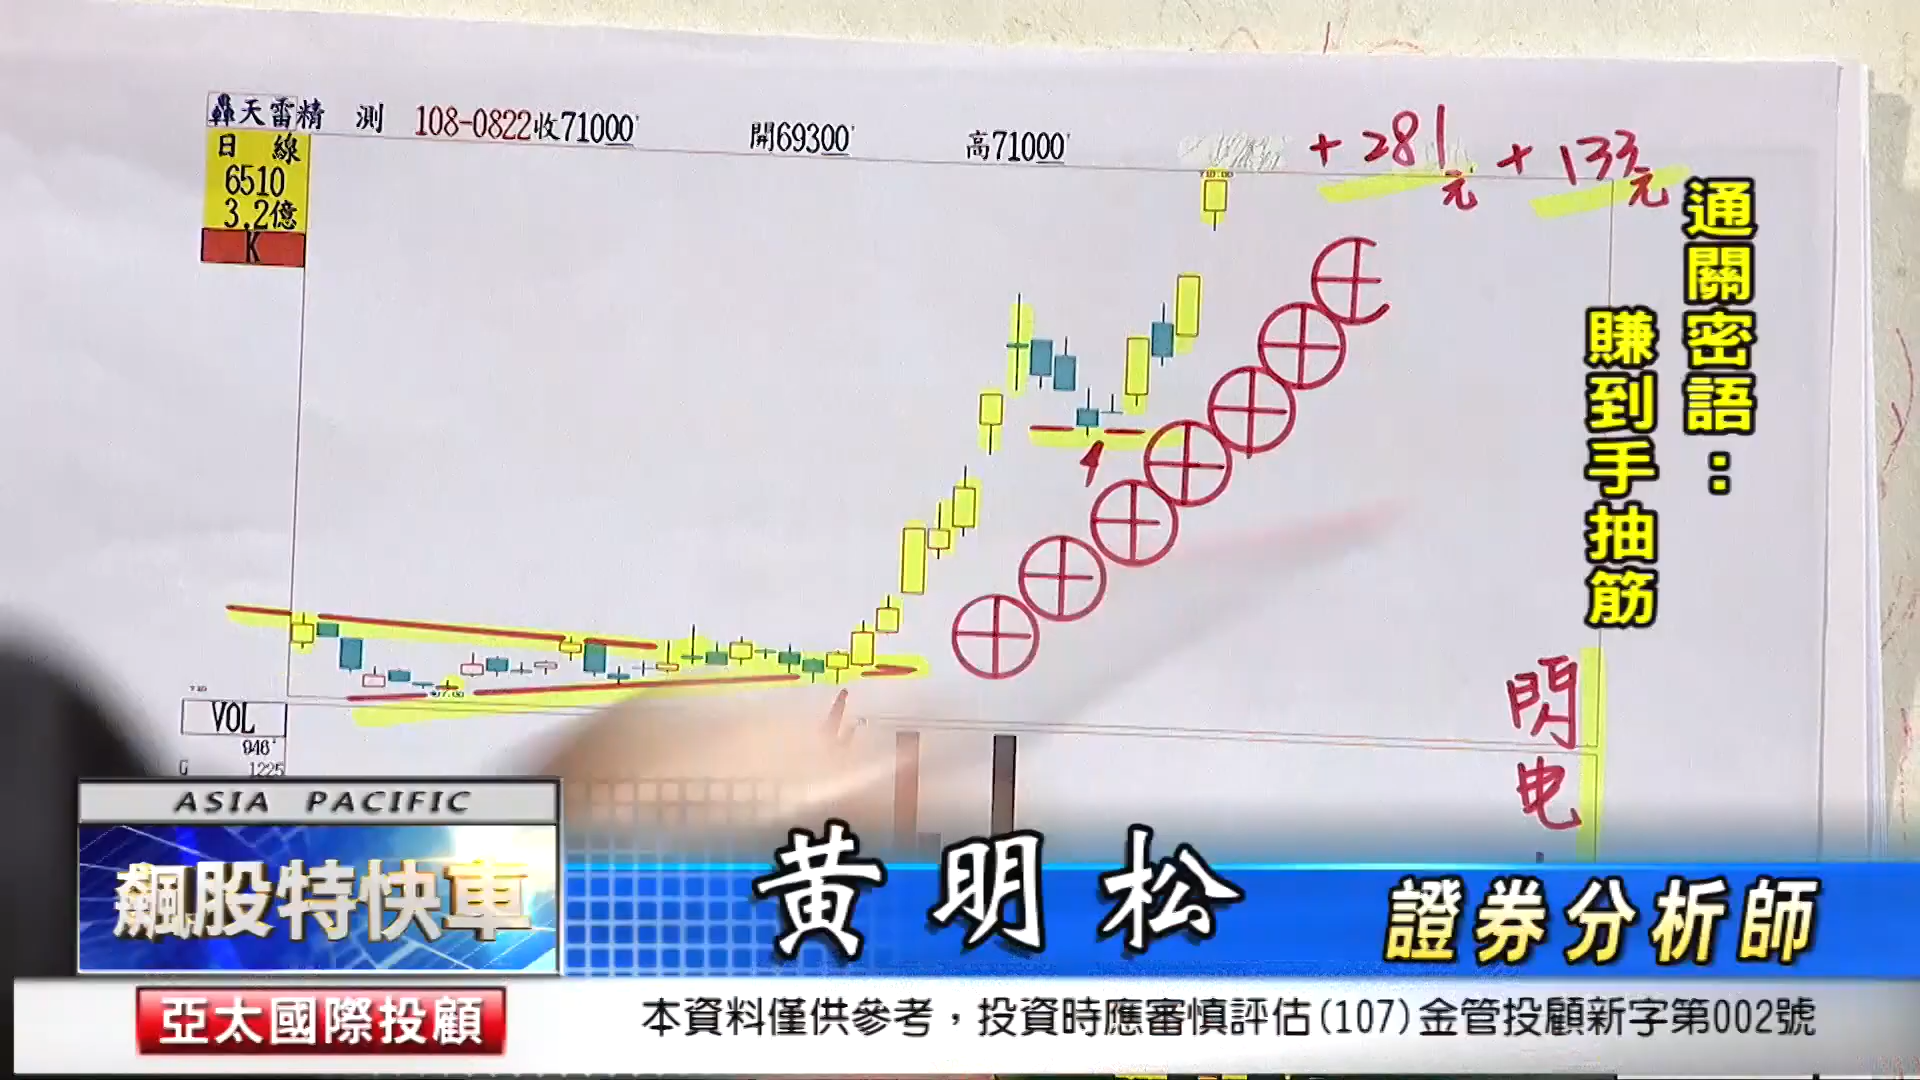 轟天雷精 測 108-0822收71000' 開69300' 高71000'
+281元 +133元
日 線
6510
3.2億
K
710.00
通關密語：
賺到手抽筋
閃电
VOL
946'
1225
ASIA PACIFIC
飆股特快車
黃明松 證券分析師
亞太國際投顧
本資料僅供參考，投資時應審慎評估(107)金管投顧新字第002號